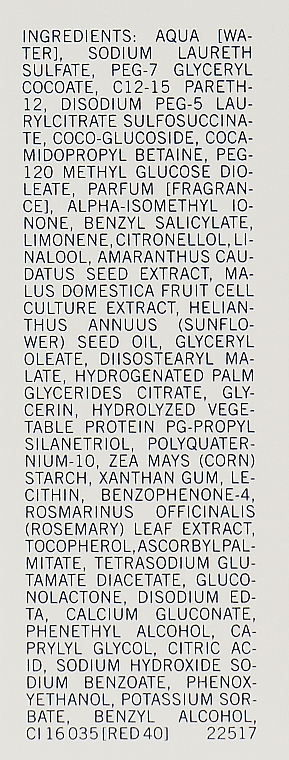 INGREDIENTS: AQUA [WA-
TER], SODIUM LAURETH
SULFATE, PEG-7 GLYCERYL
COCOATE, C12-15 PARETH-
12, DISODIUM PEG-5 LAU-
RYLCITRATE SULFOSUCCINA-
TE, COCO-GLUCOSIDE, COCA-
MIDOPROPYL BETAINE, PEG-
120 METHYL GLUCOSE DIO-
LEATE, PARFUM [FRAGRAN-
CE], ALPHA-ISOMETHYL IO-
NONE, BENZYL SALICYLATE,
LIMONENE, CITRONELLOL, LI-
NALOOL, AMARANTHUS CAU-
DATUS SEED EXTRACT, MA-
LUS DOMESTICA FRUIT CELL
CULTURE EXTRACT, HELIAN-
THUS ANNUUS (SUNFLO-
WER) SEED OIL, GLYCERYL
OLEATE, DIISOSTEARYL MA-
LATE, HYDROGENATED PALM
GLYCERIDES CITRATE, GLY-
CERIN, HYDROLYZED VEGE-
TABLE PROTEIN PG-PROPYL
SILANETRIOL, POLYQUATER-
NIUM-10, ZEA MAYS (CORN)
STARCH, XANTHAN GUM, LE-
CITHIN, BENZOPHENONE-4,
ROSMARINUS OFFICINALIS
(ROSEMARY) LEAF EXTRACT,
TOCOPHEROL, ASCORBYL PAL-
MITATE, TETRASODIUM GLU-
TAMATE DIACETATE, GLUCO-
NOLACTONE, DISODIUM ED-
TA, CALCIUM GLUCONATE,
PHENETHYL ALCOHOL, CA-
PRYLYL GLYCOL, CITRIC AC-
ID, SODIUM HYDROXIDE SO-
DIUM BENZOATE, PHENOX-
YETHANOL, POTASSIUM SOR-
BATE, BENZYL ALCOHOL,
CI 16035 [RED 40] 22517